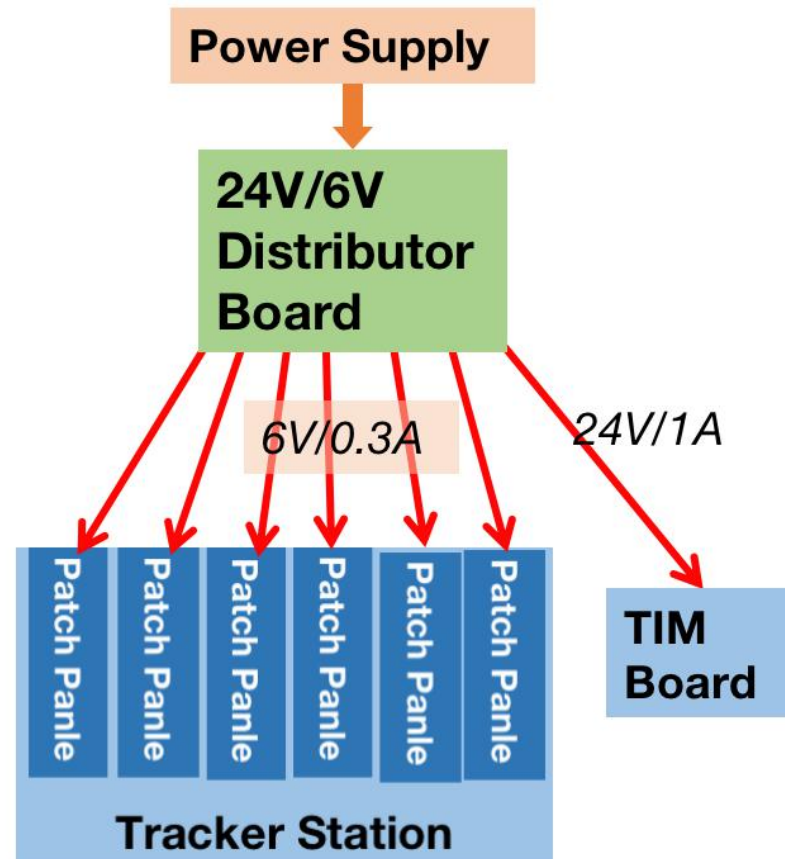 Power Supply
24V/6V
Distributor
Board
6V/0.3A
24V/1A
Patch Panle
Patch Panle
Patch Panle
Patch Panle
Patch Panle
Patch Panle
TIM
Board
Tracker Station